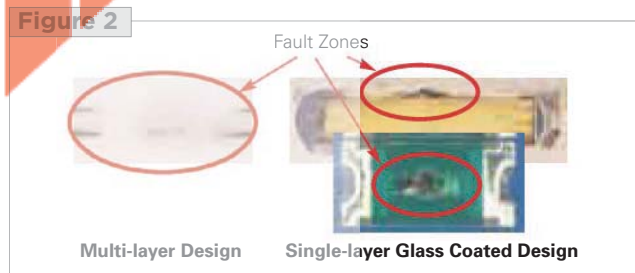 Figure 2
Fault Zones
Multi-layer Design
Single-layer Glass Coated Design